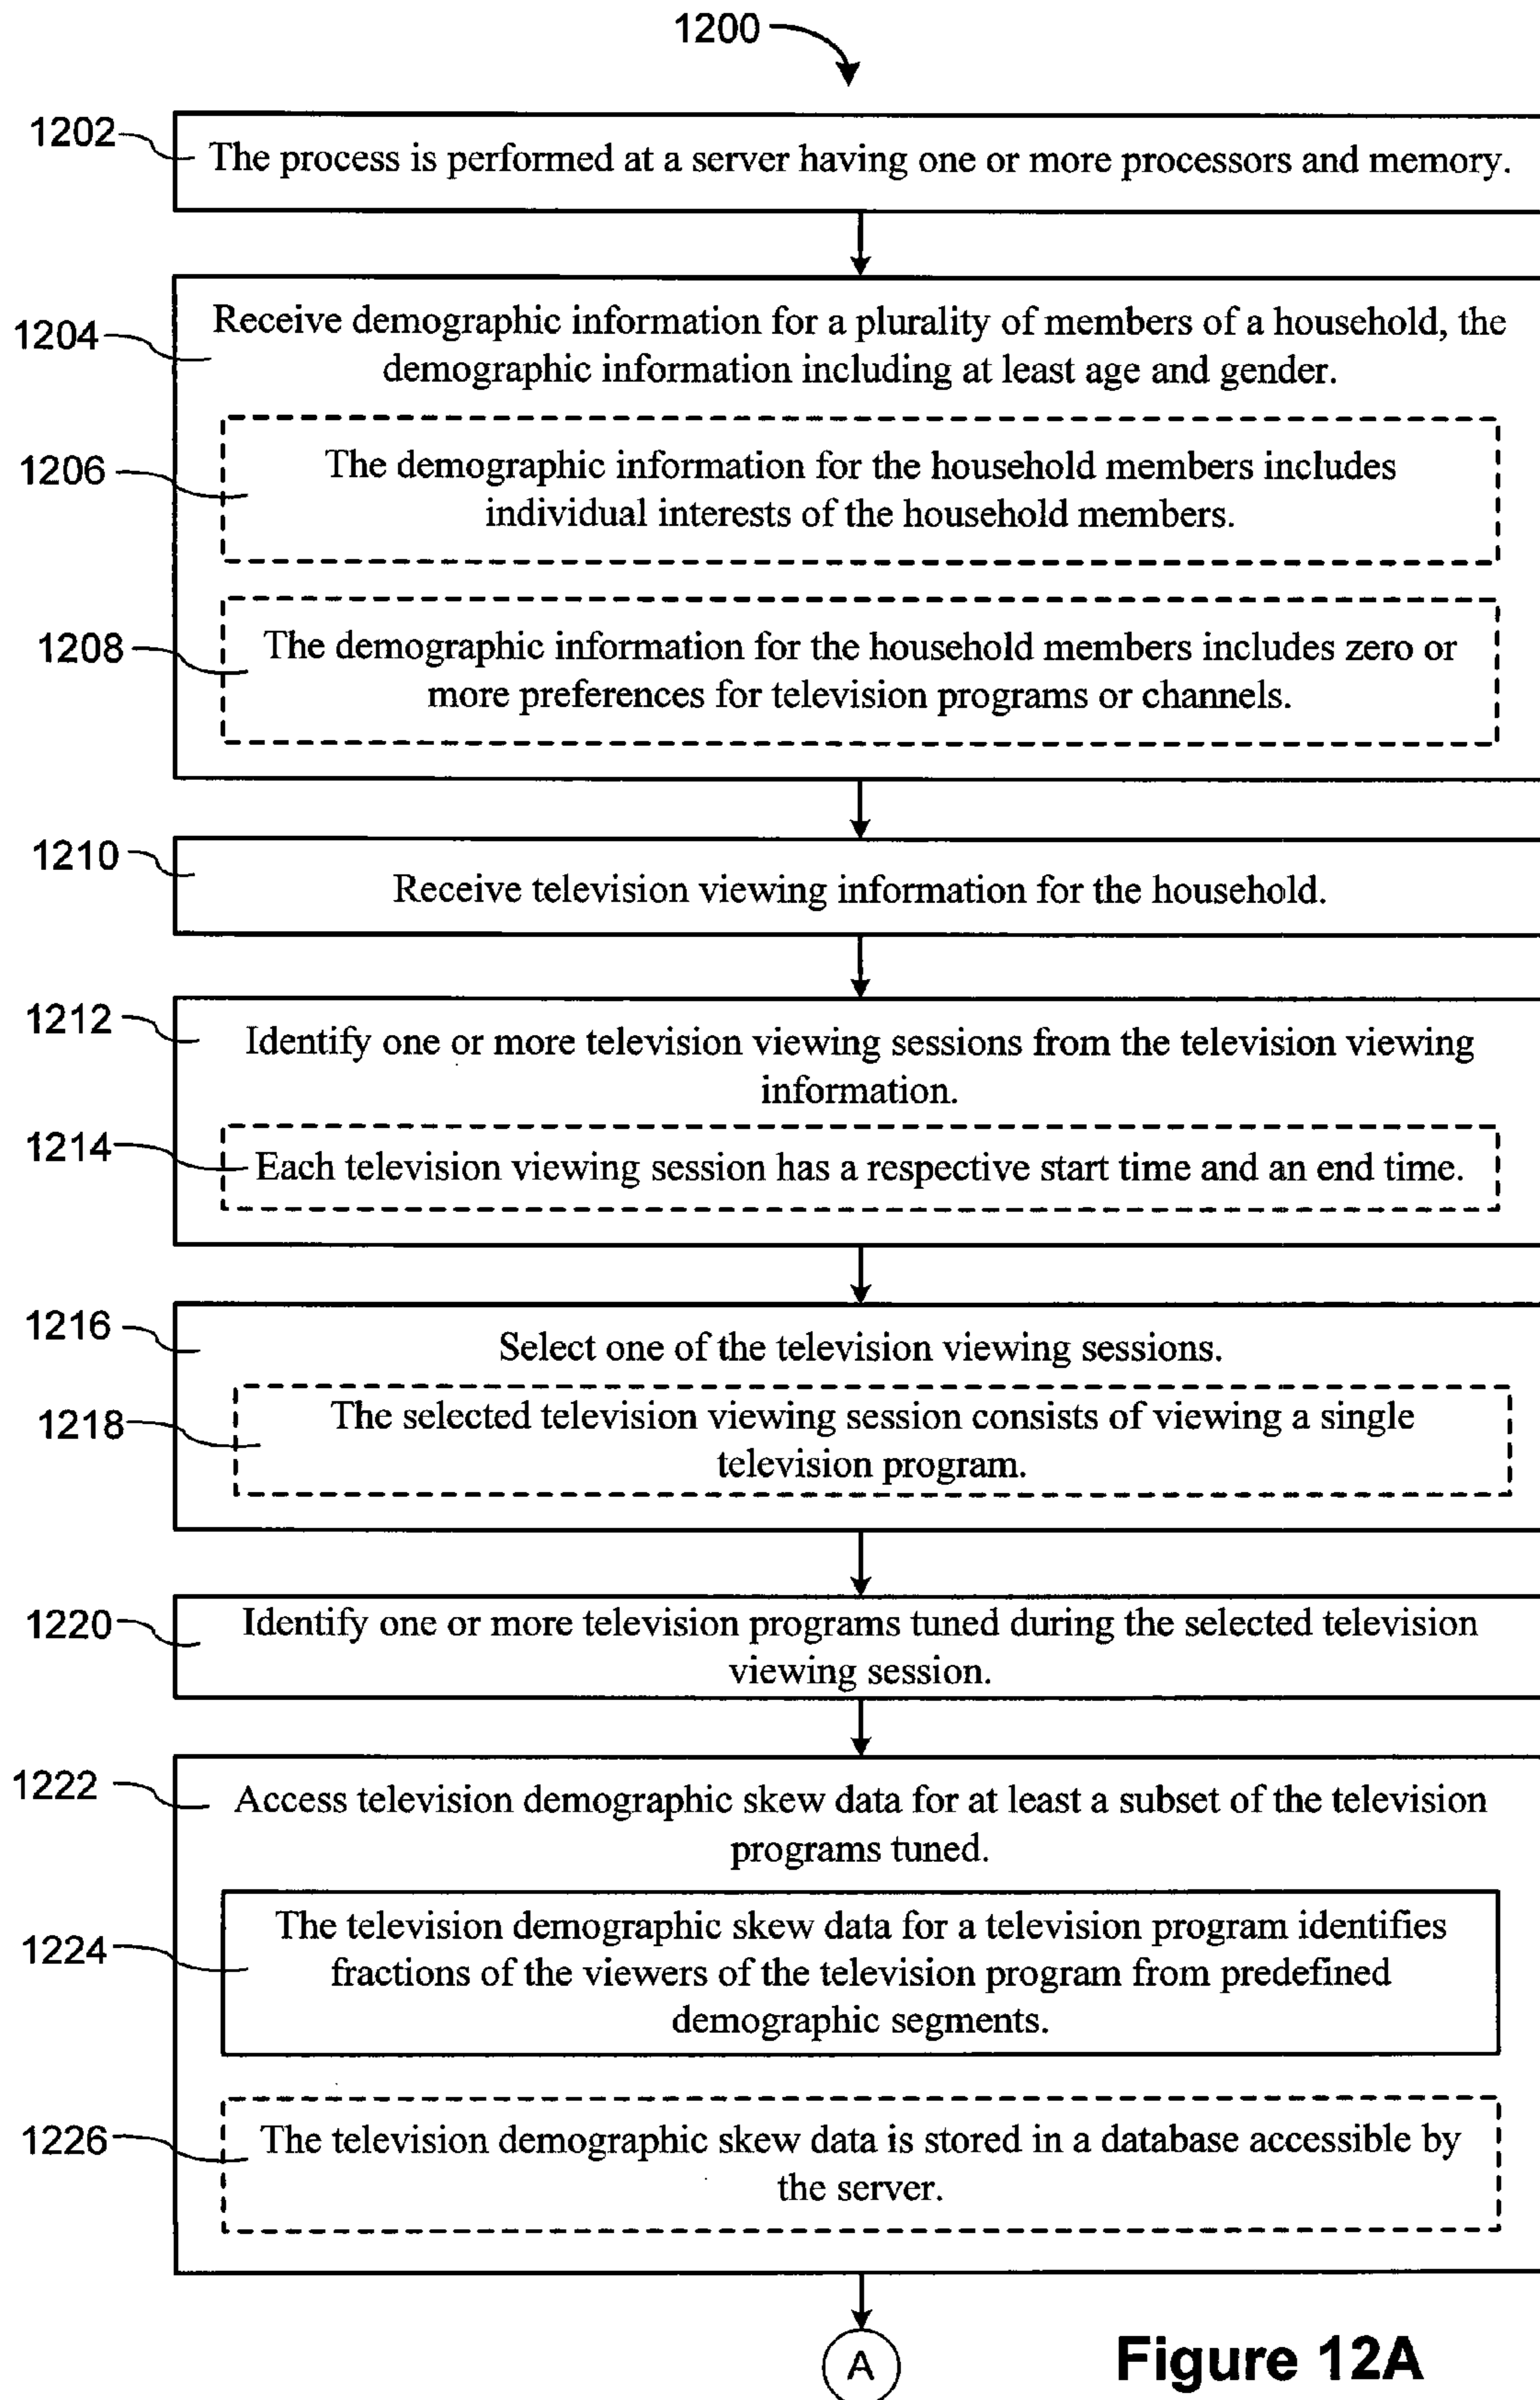 1200
1202
The process is performed at a server having one or more processors and memory.
1204
Receive demographic information for a plurality of members of a household, the
demographic information including at least age and gender.
1206
The demographic information for the household members includes
individual interests of the household members.
1208
The demographic information for the household members includes zero or
more preferences for television programs or channels.
1210
Receive television viewing information for the household.
1212
Identify one or more television viewing sessions from the television viewing
information.
1214
Each television viewing session has a respective start time and an end time.
1216
Select one of the television viewing sessions.
1218
The selected television viewing session consists of viewing a single
television program.
1220
Identify one or more television programs tuned during the selected television
viewing session.
1222
Access television demographic skew data for at least a subset of the television
programs tuned.
1224
The television demographic skew data for a television program identifies
fractions of the viewers of the television program from predefined
demographic segments.
1226
The television demographic skew data is stored in a database accessible by
the server.
A
Figure 12A